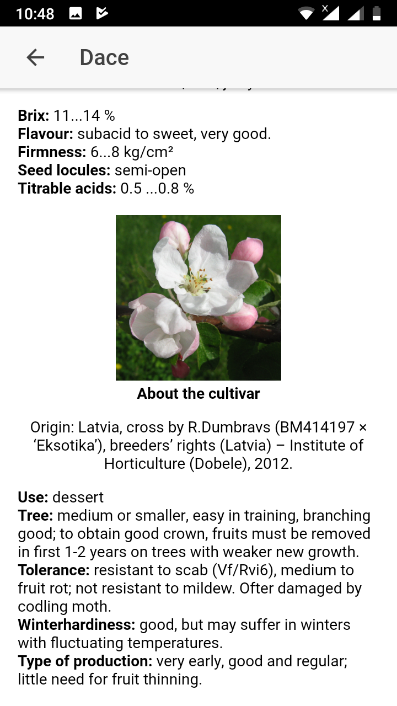 10:48
Dace
Brix: 11...14 %
Flavour: subacid to sweet, very good.
Firmness: 6...8 kg/cm²
Seed locules: semi-open
Titrable acids: 0.5 ...0.8 %
About the cultivar
Origin: Latvia, cross by R.Dumbravs (BM414197 ×
‘Eksotika’), breeders’ rights (Latvia) – Institute of
Horticulture (Dobele), 2012.
Use: dessert
Tree: medium or smaller, easy in training, branching
good; to obtain good crown, fruits must be removed
in first 1-2 years on trees with weaker new growth.
Tolerance: resistant to scab (Vf/Rvi6), medium to
fruit rot; not resistant to mildew. Ofter damaged by
codling moth.
Winterhardiness: good, but may suffer in winters
with fluctuating temperatures.
Type of production: very early, good and regular;
little need for fruit thinning.